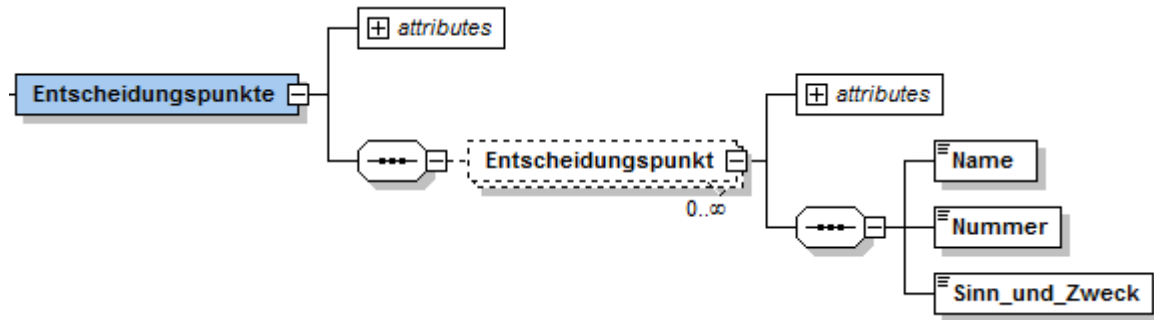 attributes
Entscheidungspunkte
attributes
Entscheidungspunkt
0..∞
Name
Nummer
Sinn_und_Zweck